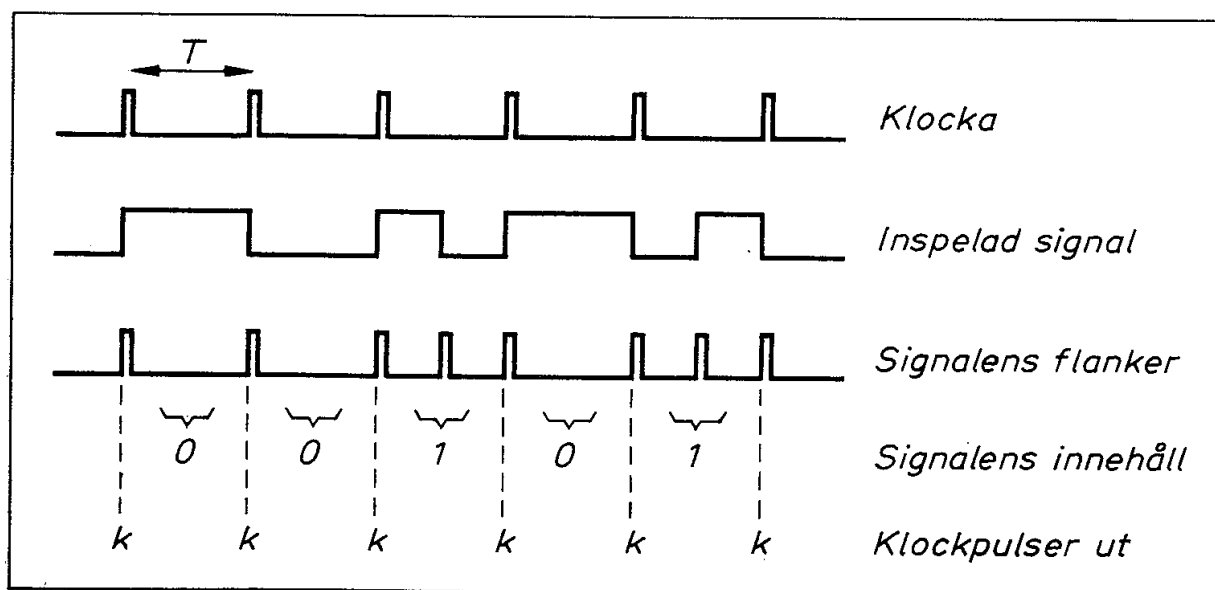 T
Klocka
Inspelad signal
Signalens flanker
0 0 1 0 1 Signalens innehåll
k k k k k k Klockpulser ut